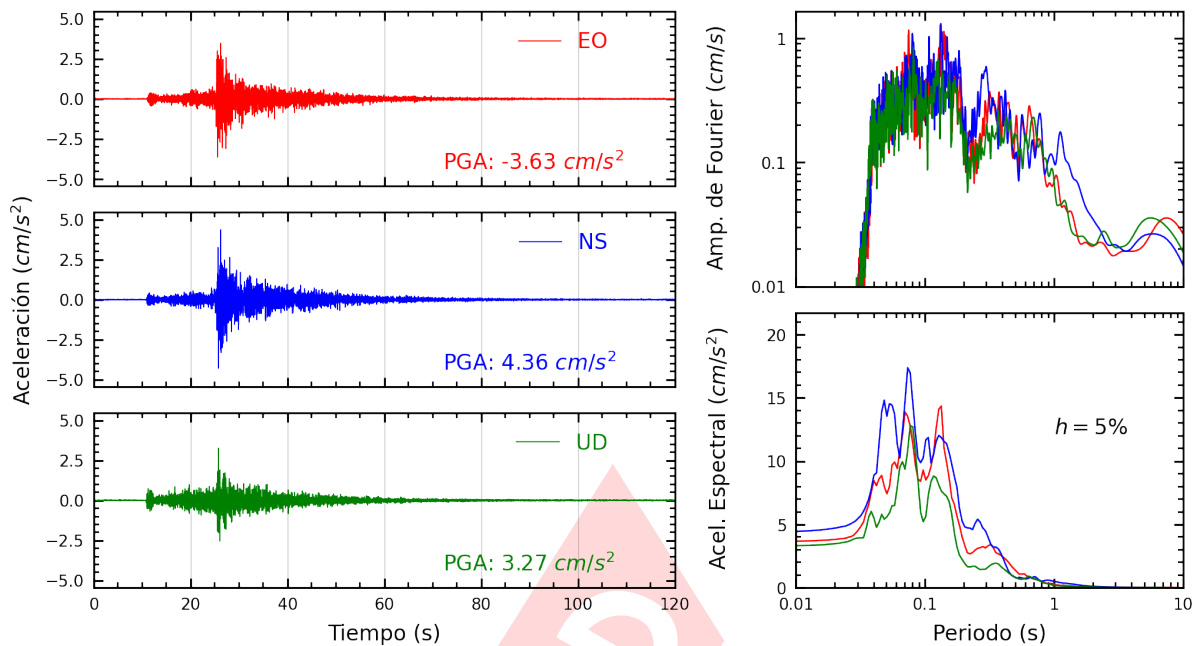 Aceleración (cm/s²)
5.0
2.5
0.0
−2.5
−5.0
EO
PGA: -3.63 cm/s²
5.0
2.5
0.0
−2.5
−5.0
NS
PGA: 4.36 cm/s²
5.0
2.5
0.0
−2.5
−5.0
UD
PGA: 3.27 cm/s²
0 20 40 60 80 100 120
Tiempo (s)
Amp. de Fourier (cm/s)
1
0.1
0.01
Acel. Espectral (cm/s²)
20
15
10
5
0
h = 5%
0.01 0.1 1 10
Periodo (s)